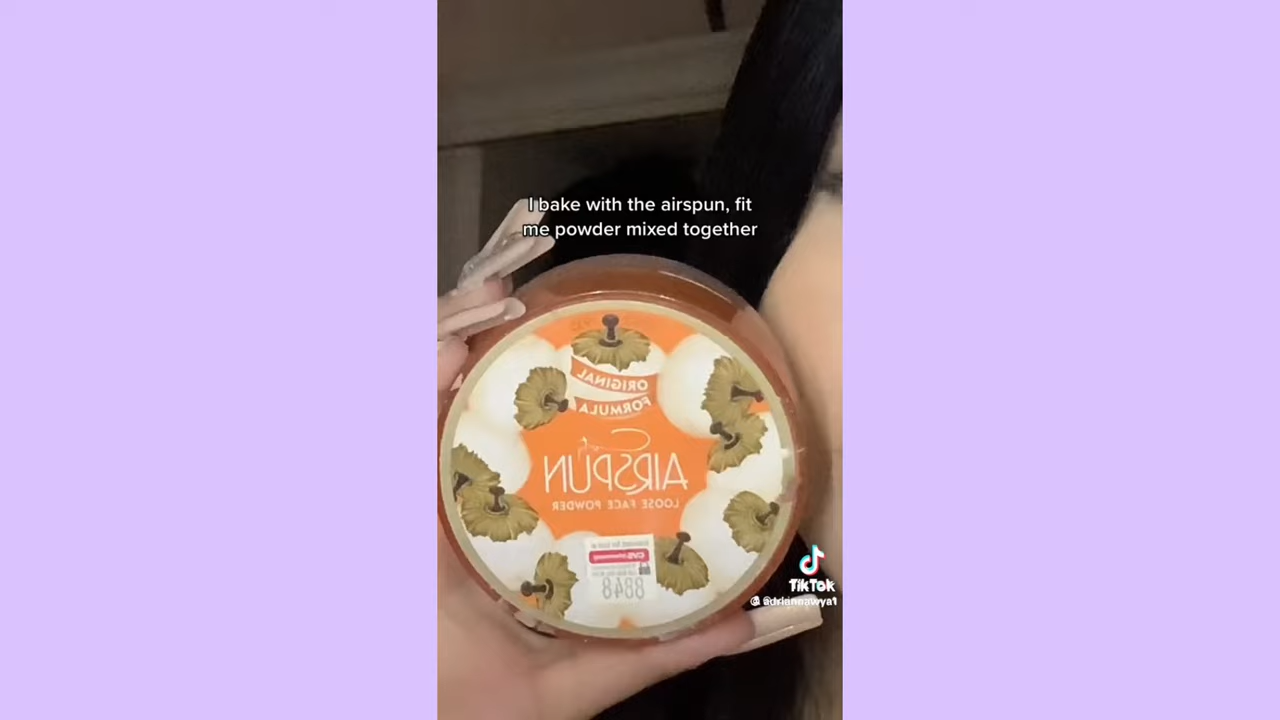 I bake with the airspun, fit
me powder mixed together
ORIGINAL
FORMULA
AIRSPUN
LOOSE FACE POWDER
CVS
8848
TikTok